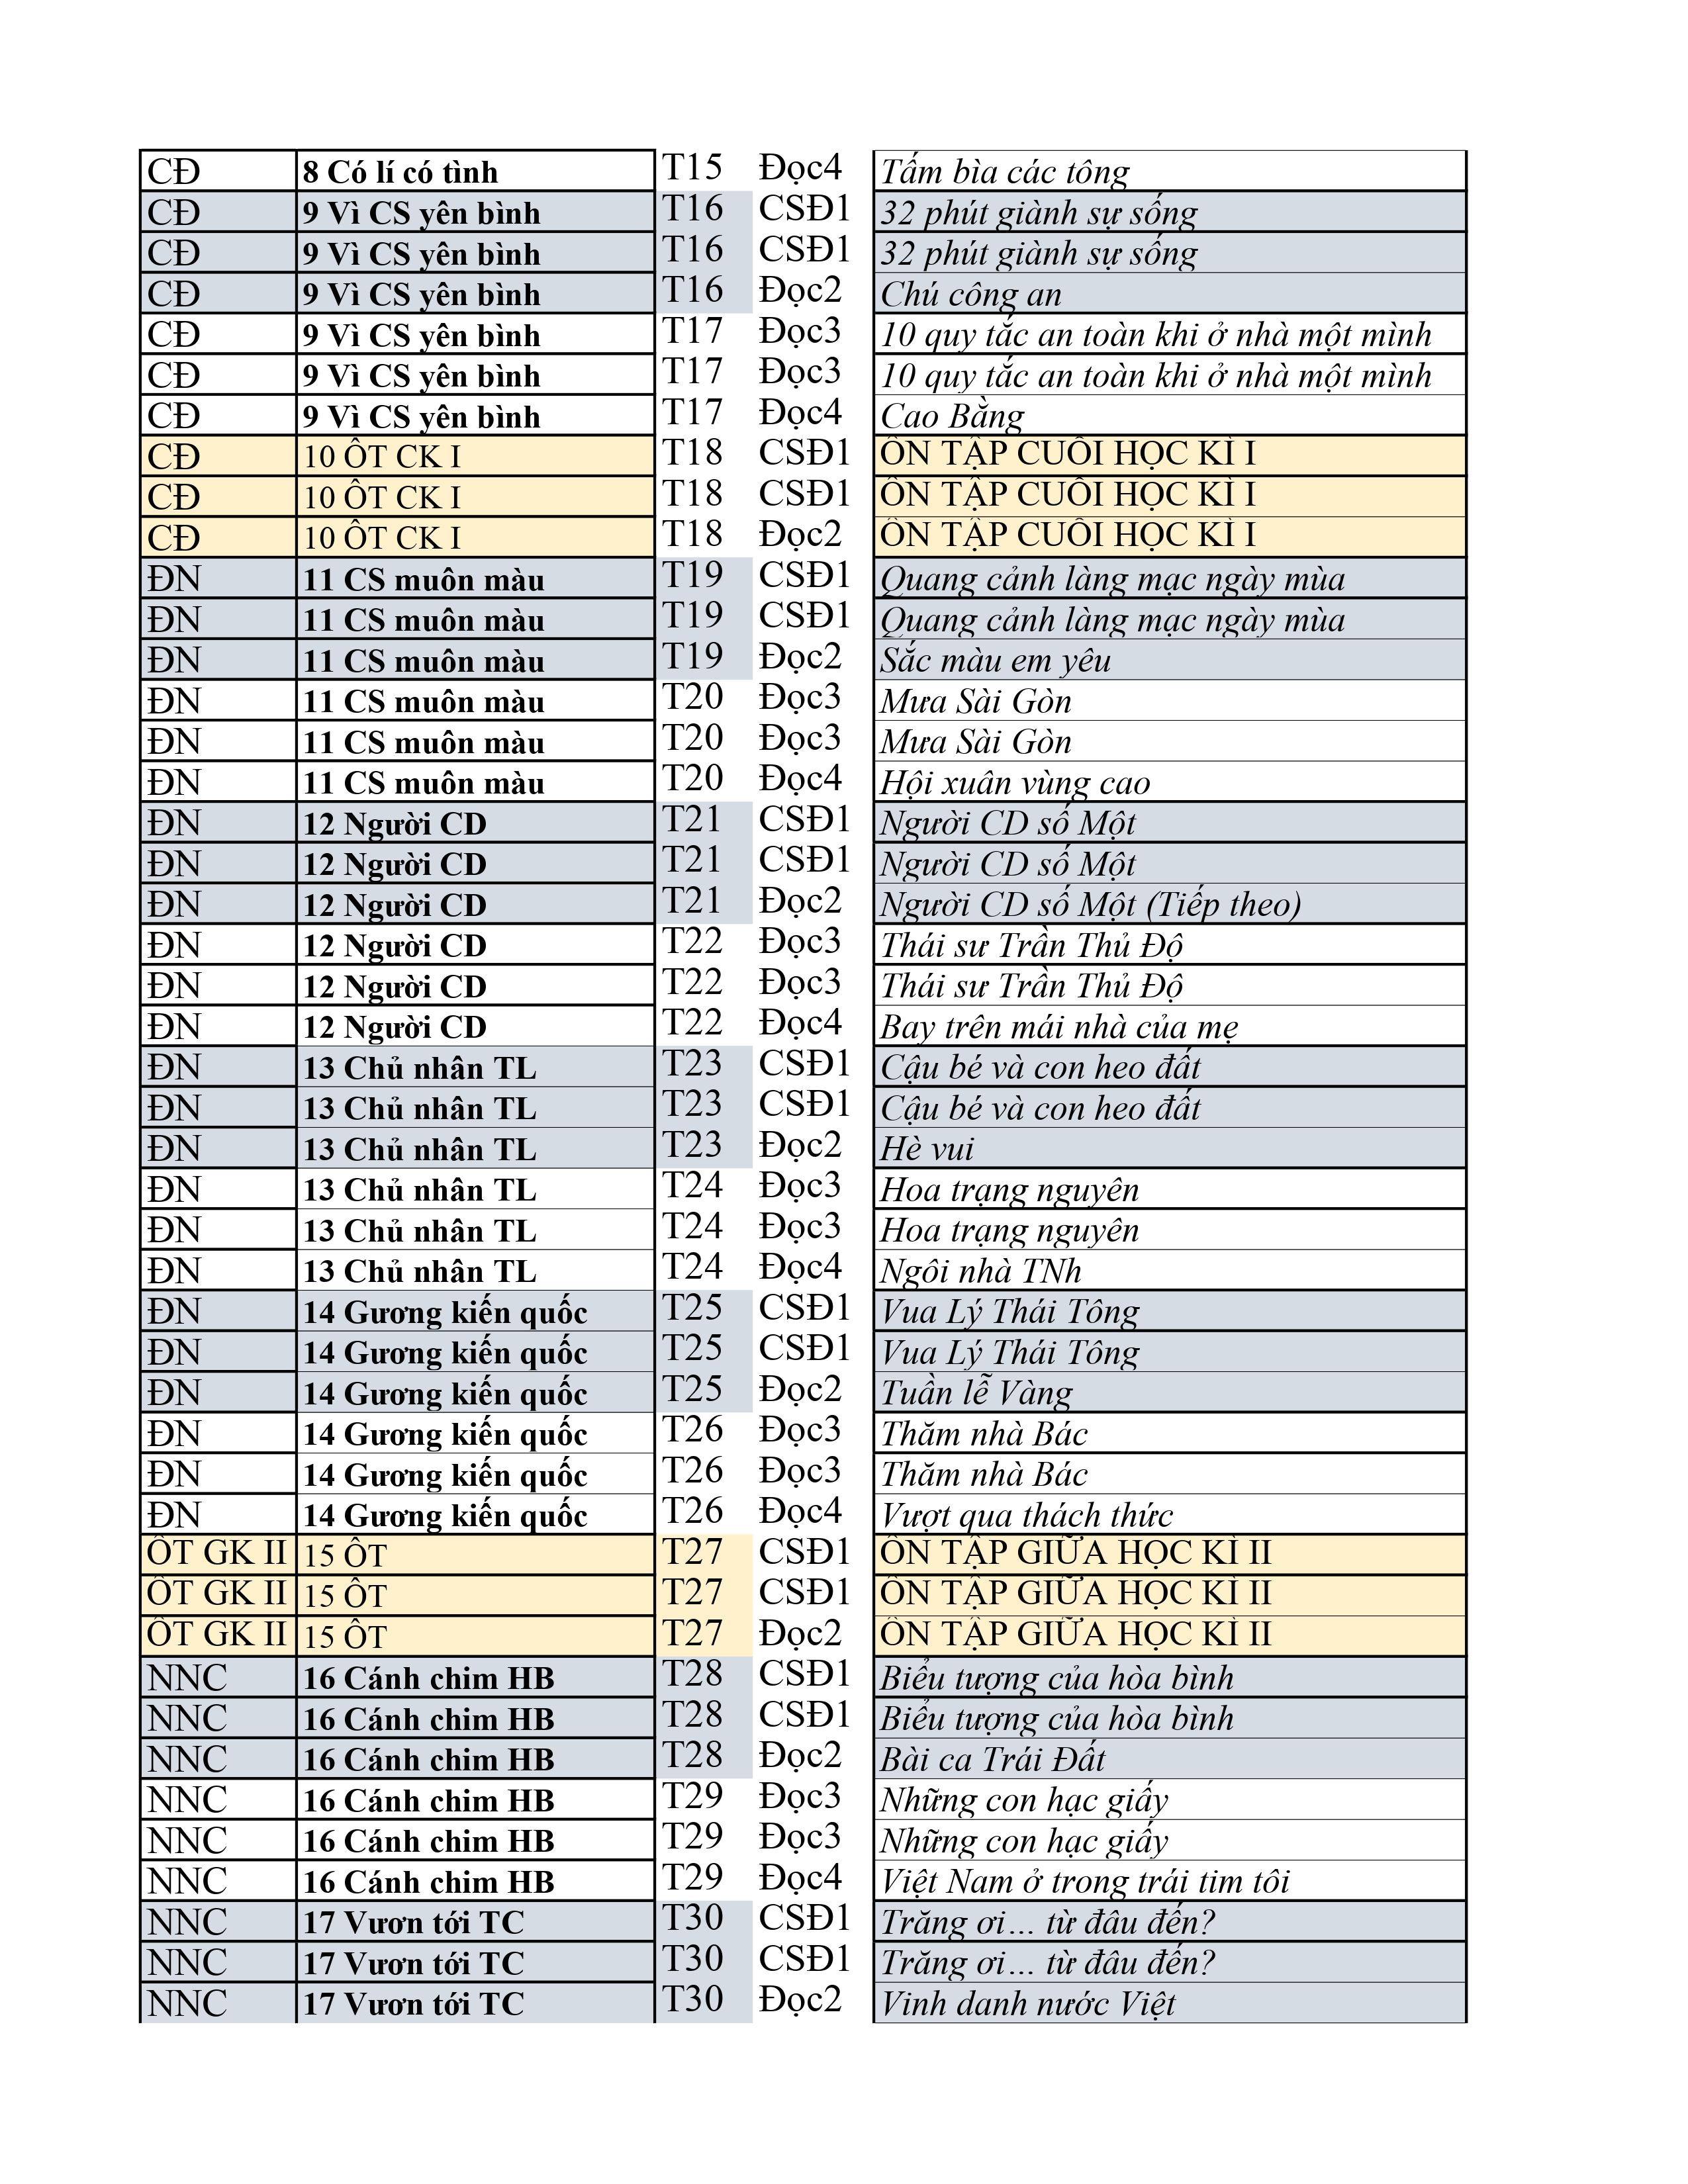 CĐ 8 Có lí có tình T15 Đọc4 Tấm bìa các tông
CĐ 9 Vì CS yên bình T16 CSĐ1 32 phút giành sự sống
CĐ 9 Vì CS yên bình T16 CSĐ1 32 phút giành sự sống
CĐ 9 Vì CS yên bình T16 Đọc2 Chú công an
CĐ 9 Vì CS yên bình T17 Đọc3 10 quy tắc an toàn khi ở nhà một mình
CĐ 9 Vì CS yên bình T17 Đọc3 10 quy tắc an toàn khi ở nhà một mình
CĐ 9 Vì CS yên bình T17 Đọc4 Cao Bằng
CĐ 10 ÔT CK I T18 CSĐ1 ÔN TẬP CUỐI HỌC KÌ I
CĐ 10 ÔT CK I T18 CSĐ1 ÔN TẬP CUỐI HỌC KÌ I
CĐ 10 ÔT CK I T18 Đọc2 ÔN TẬP CUỐI HỌC KÌ I
ĐN 11 CS muôn màu T19 CSĐ1 Quang cảnh làng mạc ngày mùa
ĐN 11 CS muôn màu T19 CSĐ1 Quang cảnh làng mạc ngày mùa
ĐN 11 CS muôn màu T19 Đọc2 Sắc màu em yêu
ĐN 11 CS muôn màu T20 Đọc3 Mưa Sài Gòn
ĐN 11 CS muôn màu T20 Đọc3 Mưa Sài Gòn
ĐN 11 CS muôn màu T20 Đọc4 Hội xuân vùng cao
ĐN 12 Người CD T21 CSĐ1 Người CD số Một
ĐN 12 Người CD T21 CSĐ1 Người CD số Một
ĐN 12 Người CD T21 Đọc2 Người CD số Một (Tiếp theo)
ĐN 12 Người CD T22 Đọc3 Thái sư Trần Thủ Độ
ĐN 12 Người CD T22 Đọc3 Thái sư Trần Thủ Độ
ĐN 12 Người CD T22 Đọc4 Bay trên mái nhà của mẹ
ĐN 13 Chủ nhân TL T23 CSĐ1 Cậu bé và con heo đất
ĐN 13 Chủ nhân TL T23 CSĐ1 Cậu bé và con heo đất
ĐN 13 Chủ nhân TL T23 Đọc2 Hè vui
ĐN 13 Chủ nhân TL T24 Đọc3 Hoa trạng nguyên
ĐN 13 Chủ nhân TL T24 Đọc3 Hoa trạng nguyên
ĐN 13 Chủ nhân TL T24 Đọc4 Ngôi nhà TNh
ĐN 14 Gương kiến quốc T25 CSĐ1 Vua Lý Thái Tông
ĐN 14 Gương kiến quốc T25 CSĐ1 Vua Lý Thái Tông
ĐN 14 Gương kiến quốc T25 Đọc2 Tuần lễ Vàng
ĐN 14 Gương kiến quốc T26 Đọc3 Thăm nhà Bác
ĐN 14 Gương kiến quốc T26 Đọc3 Thăm nhà Bác
ĐN 14 Gương kiến quốc T26 Đọc4 Vượt qua thách thức
ÔT GK II 15 ÔT T27 CSĐ1 ÔN TẬP GIỮA HỌC KÌ II
ÔT GK II 15 ÔT T27 CSĐ1 ÔN TẬP GIỮA HỌC KÌ II
ÔT GK II 15 ÔT T27 Đọc2 ÔN TẬP GIỮA HỌC KÌ II
NNC 16 Cánh chim HB T28 CSĐ1 Biểu tượng của hòa bình
NNC 16 Cánh chim HB T28 CSĐ1 Biểu tượng của hòa bình
NNC 16 Cánh chim HB T28 Đọc2 Bài ca Trái Đất
NNC 16 Cánh chim HB T29 Đọc3 Những con hạc giấy
NNC 16 Cánh chim HB T29 Đọc3 Những con hạc giấy
NNC 16 Cánh chim HB T29 Đọc4 Việt Nam ở trong trái tim tôi
NNC 17 Vươn tới TC T30 CSĐ1 Trăng ơi... từ đâu đến?
NNC 17 Vươn tới TC T30 CSĐ1 Trăng ơi... từ đâu đến?
NNC 17 Vươn tới TC T30 Đọc2 Vinh danh nước Việt